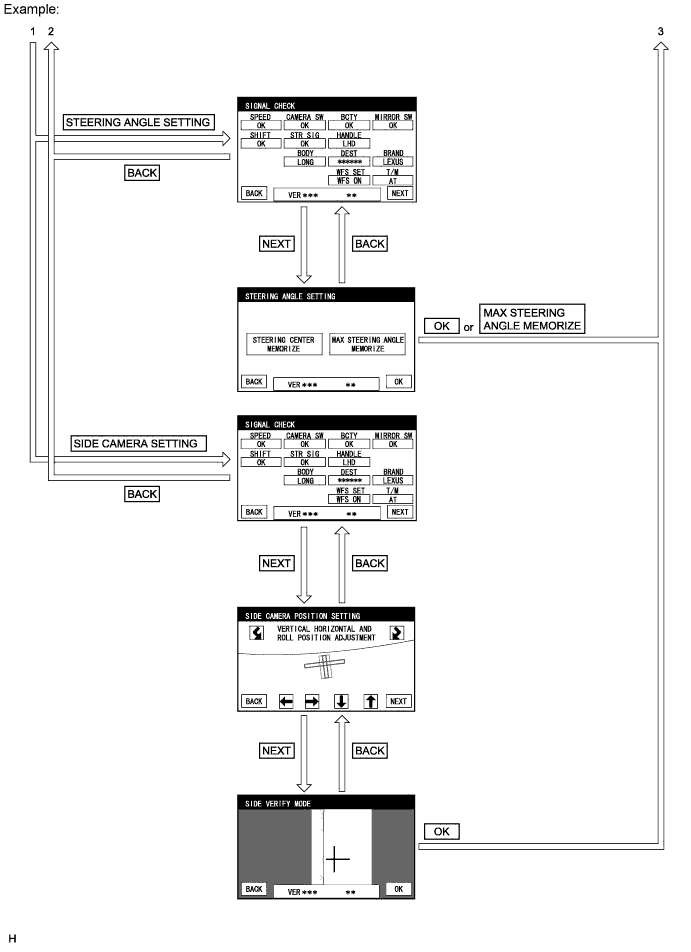 Example:
1 2 3
STEERING ANGLE SETTING
BACK
SIGNAL CHECK
SPEED CAMERA SW BCTY MIRROR SW
OK OK OK OK
SHIFT STR SIG HANDLE
OK OK LHD
BODY DEST BRAND
LONG ****** LEXUS
WFS SET T/M
WFS ON AT
BACK VER*** ** NEXT
NEXT BACK
STEERING ANGLE SETTING
STEERING CENTER MAX STEERING ANGLE
MEMORIZE MEMORIZE
BACK VER*** ** OK
OK or MAX STEERING
ANGLE MEMORIZE
SIDE CAMERA SETTING
BACK
SIGNAL CHECK
SPEED CAMERA SW BCTY MIRROR SW
OK OK OK OK
SHIFT STR SIG HANDLE
OK OK LHD
BODY DEST BRAND
LONG ****** LEXUS
WFS SET T/M
WFS ON AT
BACK VER*** ** NEXT
NEXT BACK
SIDE CAMERA POSITION SETTING
VERTICAL HORIZONTAL AND
ROLL POSITION ADJUSTMENT
BACK NEXT
NEXT BACK
SIDE VERIFY MODE
BACK VER*** ** OK
OK
H